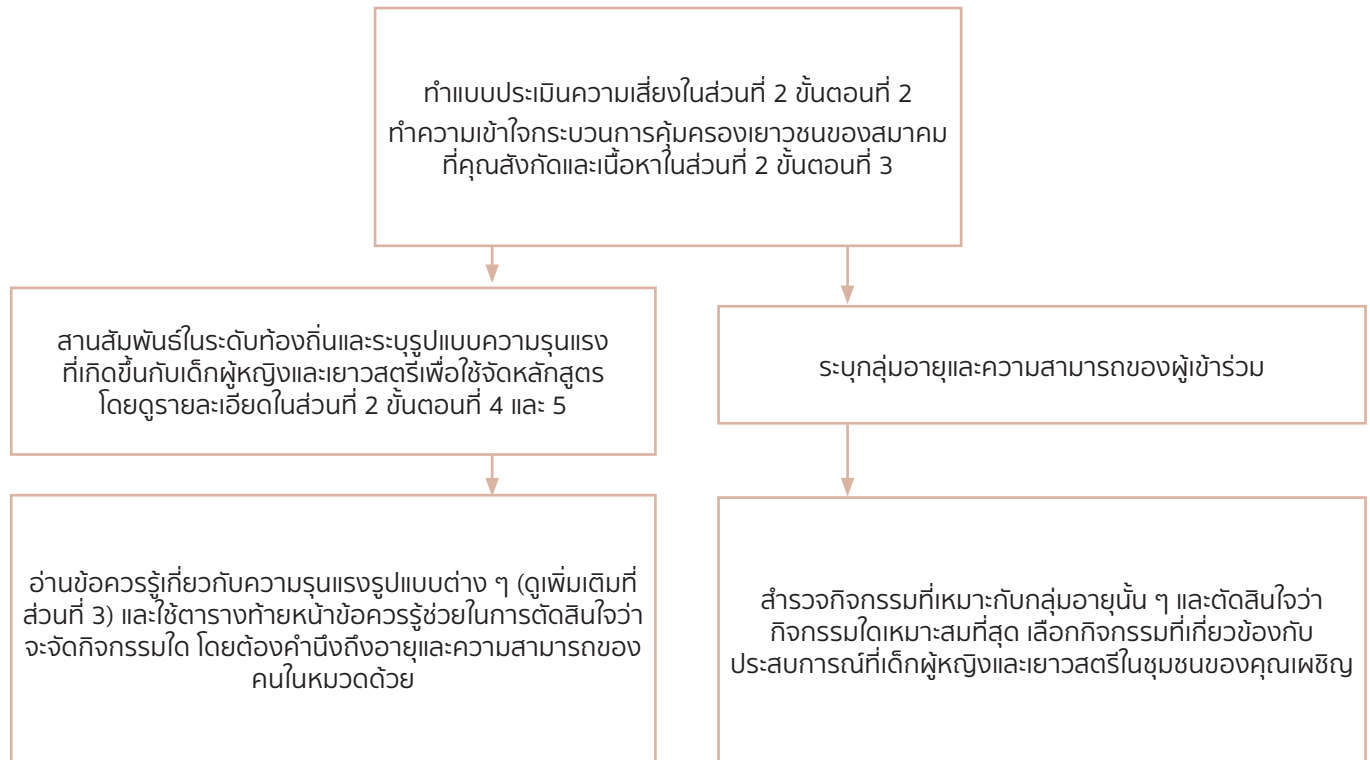 ทำแบบประเมินความเสี่ยงในส่วนที่ 2 ขั้นตอนที่ 2
ทำความเข้าใจกระบวนการคุ้มครองเยาวชนของสมาคม
ที่คุณสังกัดและเนื้อหาในส่วนที่ 2 ขั้นตอนที่ 3
สานสัมพันธ์ในระดับท้องถิ่นและระบุรูปแบบความรุนแรง
ที่เกิดขึ้นกับเด็กผู้หญิงและเยาวสตรีเพื่อใช้จัดหลักสูตร
โดยดูรายละเอียดในส่วนที่ 2 ขั้นตอนที่ 4 และ 5
ระบุกลุ่มอายุและความสามารถของผู้เข้าร่วม
อ่านข้อควรรู้เกี่ยวกับความรุนแรงรูปแบบต่าง ๆ (ดูเพิ่มเติมที่
ส่วนที่ 3) และใช้ตารางท้ายหน้าข้อควรรู้ช่วยในการตัดสินใจว่า
จะจัดกิจกรรมใด โดยต้องคำนึงถึงอายุและความสามารถของ
คนในหมวดด้วย
สำรวจกิจกรรมที่เหมาะกับกลุ่มอายุนั้น ๆ และตัดสินใจว่า
กิจกรรมใดเหมาะสมที่สุด เลือกกิจกรรมที่เกี่ยวข้องกับ
ประสบการณ์ที่เด็กผู้หญิงและเยาวสตรีในชุมชนของคุณเผชิญ